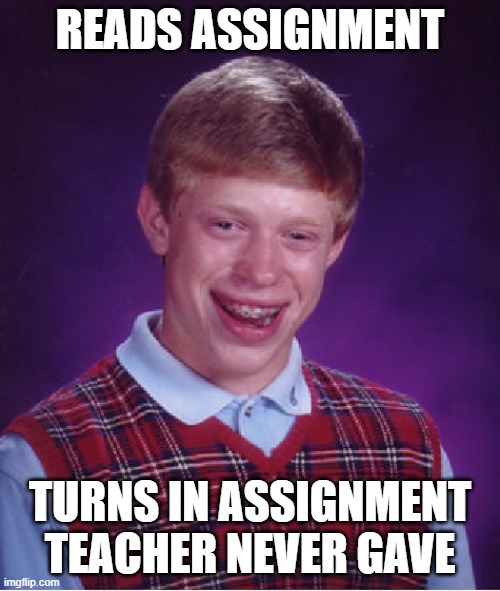 READS ASSIGNMENT
TURNS IN ASSIGNMENT
TEACHER NEVER GAVE
imgflip.com